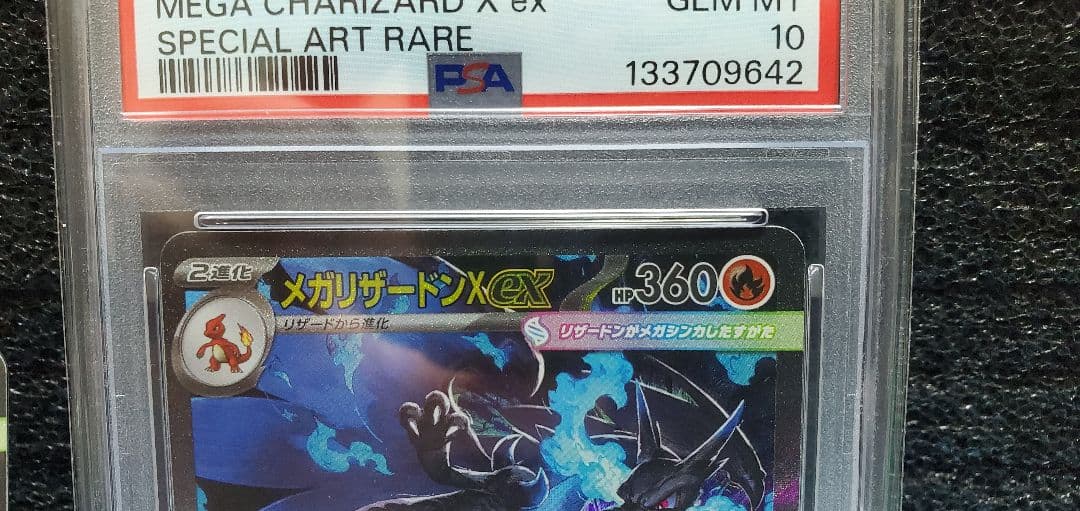 MEGA CHARIZARD X ex
GEM MT
SPECIAL ART RARE
10
PSA
133709642
2進化
メガリザードンXex
HP360
リザードから進化
リザードンがメガシンカしたすがた